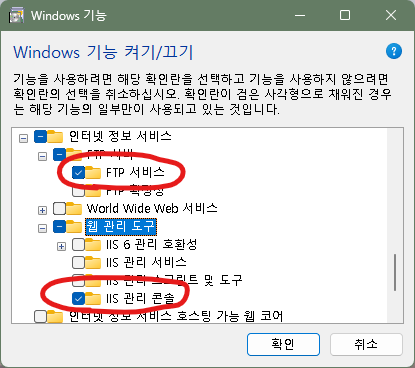 Windows 기능
Windows 기능 켜기/끄기
기능을 사용하려면 해당 확인란을 선택하고 기능을 사용하지 않으려면
확인란의 선택을 취소하십시오. 확인란이 검은 사각형으로 채워진 경우
는 해당 기능의 일부만이 사용되고 있는 것입니다.
인터넷 정보 서비스
FTP 서버
FTP 서비스
FTP 확장성
World Wide Web 서비스
웹 관리 도구
IIS 6 관리 호환성
IIS 관리 서비스
IIS 관리 스크립트 및 도구
IIS 관리 콘솔
인터넷 정보 서비스 호스팅 가능 웹 코어
확인
취소